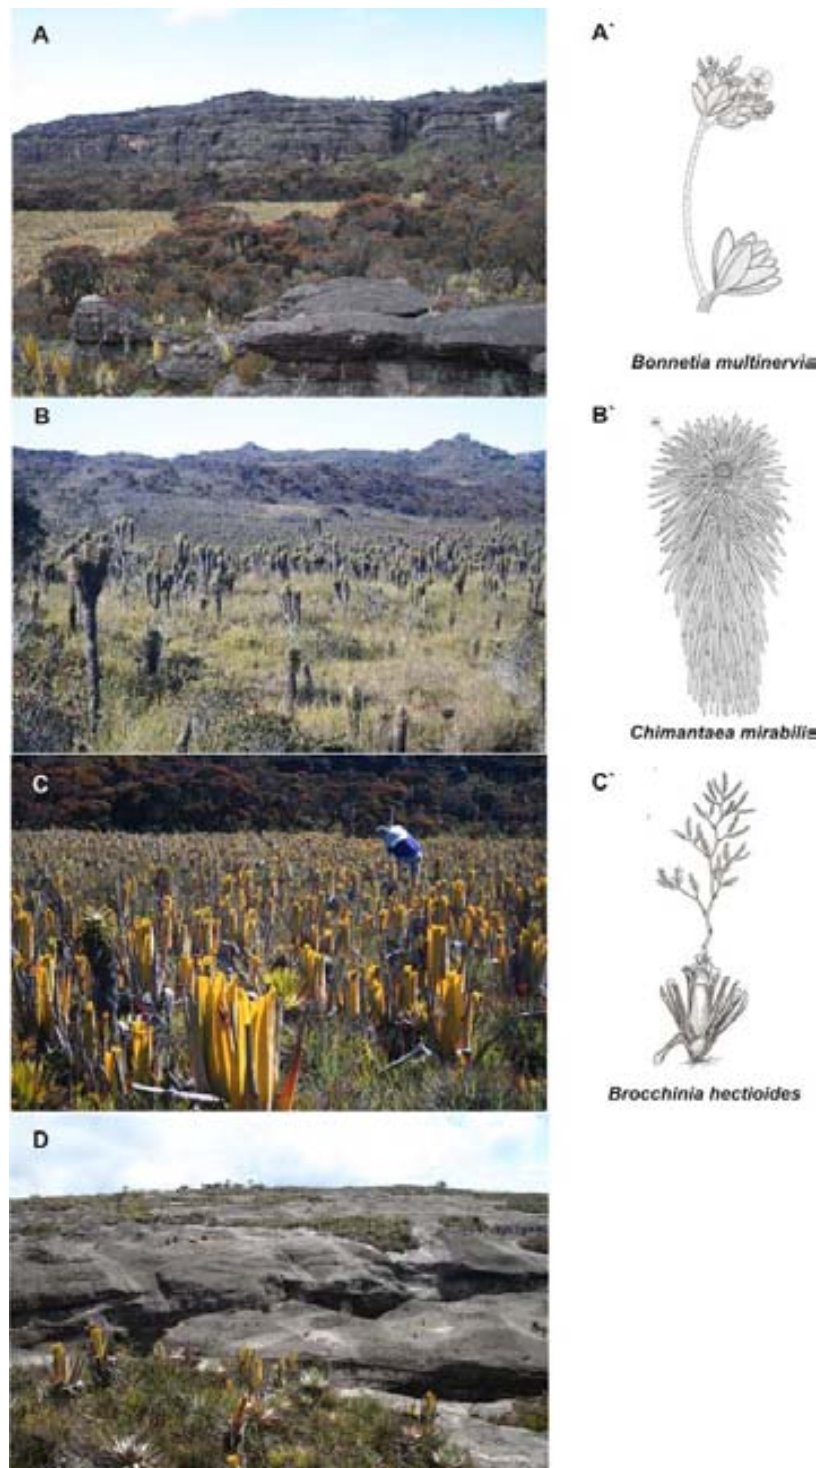 A
A`
Bonnetia multinervia
B
B`
Chimantaea mirabilis
C
C`
Brocchinia hectioides
D